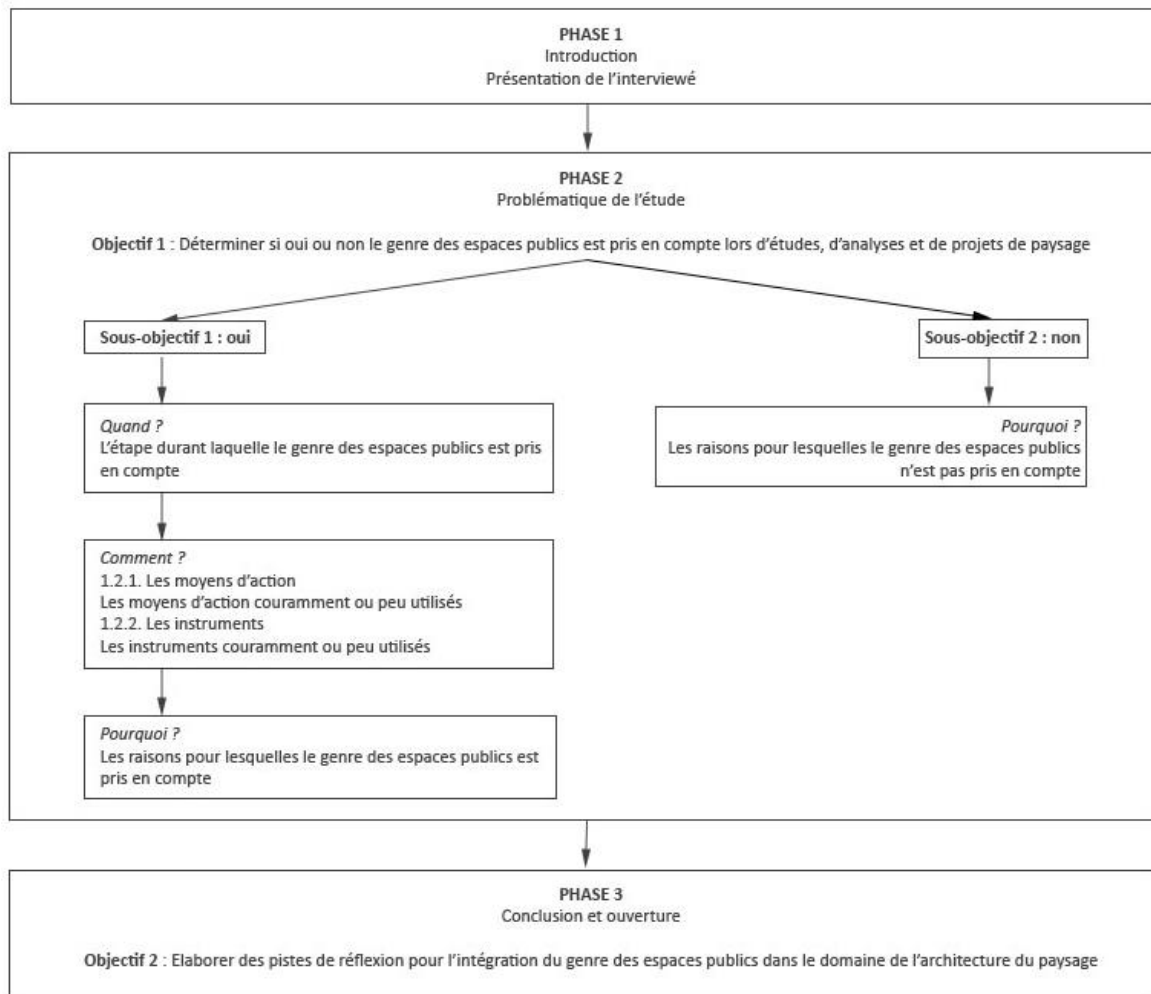 PHASE 1
Introduction
Présentation de l’interviewé
PHASE 2
Problématique de l’étude
Objectif 1 : Déterminer si oui ou non le genre des espaces publics est pris en compte lors d’études, d’analyses et de projets de paysage
Sous-objectif 1 : oui
Quand ?
L’étape durant laquelle le genre des espaces publics est pris
en compte
Comment ?
1.2.1. Les moyens d’action
Les moyens d’action couramment ou peu utilisés
1.2.2. Les instruments
Les instruments couramment ou peu utilisés
Pourquoi ?
Les raisons pour lesquelles le genre des espaces publics est
pris en compte
Sous-objectif 2 : non
Pourquoi ?
Les raisons pour lesquelles le genre des espaces publics
n’est pas pris en compte
PHASE 3
Conclusion et ouverture
Objectif 2 : Elaborer des pistes de réflexion pour l’intégration du genre des espaces publics dans le domaine de l’architecture du paysage